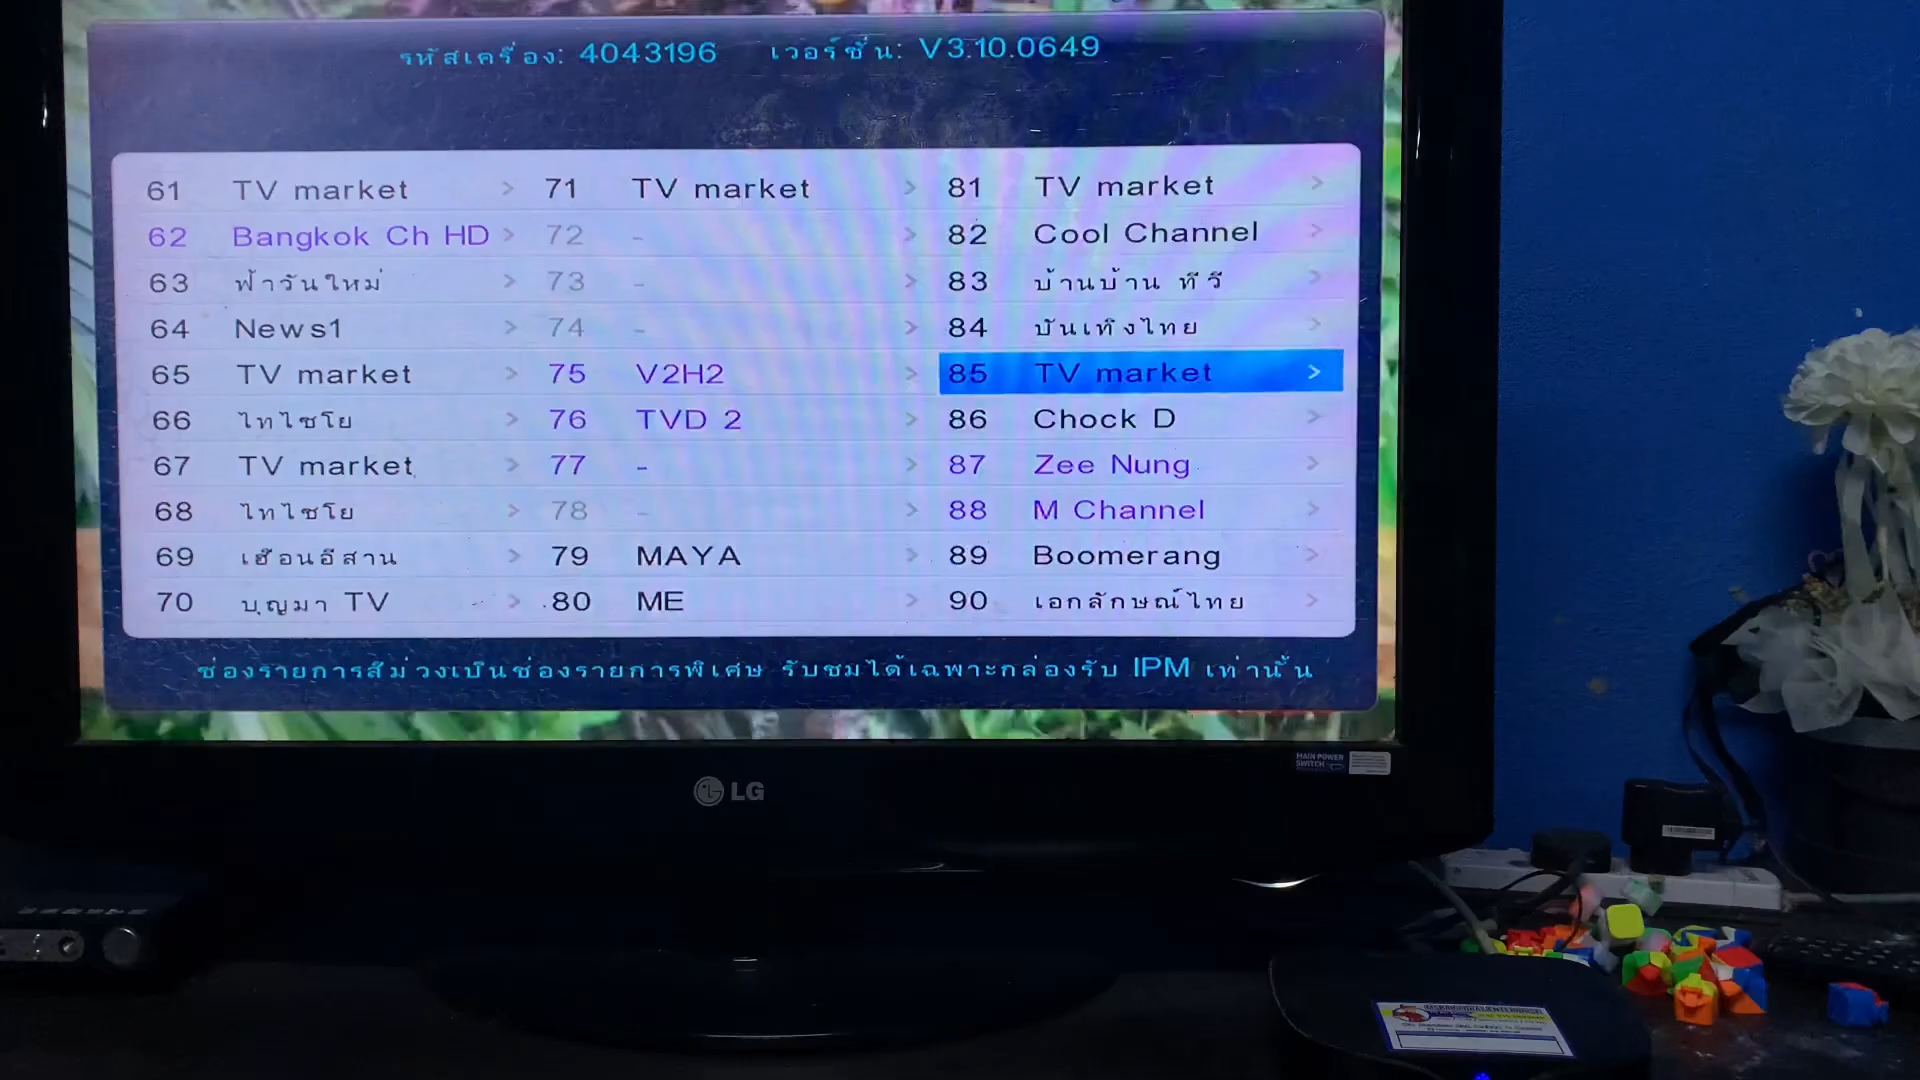 รหัสเครื่อง: 4043196 เวอร์ชั่น: V3.10.0649
61 TV market > 71 TV market > 81 TV market >
62 Bangkok Ch HD > 72 - > 82 Cool Channel >
63 ฟ้าวันใหม่ > 73 - > 83 บ้านบ้าน ทีวี >
64 News1 > 74 - > 84 บันเทิงไทย >
65 TV market > 75 V2H2 > 85 TV market >
66 ไทไชโย > 76 TVD 2 > 86 Chock D >
67 TV market > 77 - > 87 Zee Nung >
68 ไทไชโย > 78 - > 88 M Channel >
69 เฮือนอีสาน > 79 MAYA > 89 Boomerang >
70 บุญมา TV > 80 ME > 90 เอกลักษณ์ไทย >
ช่องรายการสีม่วงเป็นช่องรายการพิเศษ รับชมได้เฉพาะกล่องรับ IPM เท่านั้น
MAIN POWER
SWITCH
LG